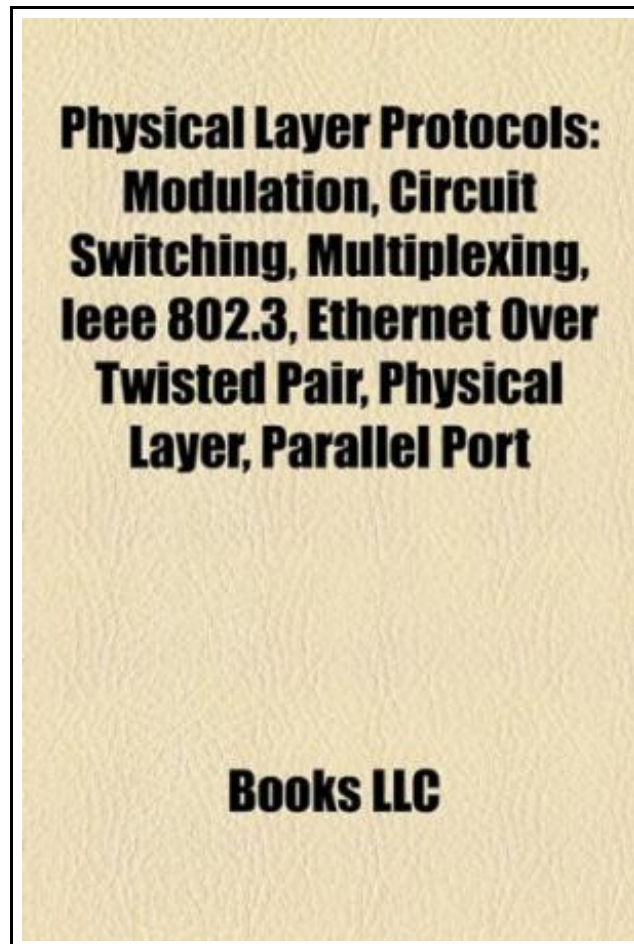 Physical Layer Protocols:
Modulation, Circuit
Switching, Multiplexing,
Ieee 802.3, Ethernet Over
Twisted Pair, Physical
Layer, Parallel Port
Books LLC